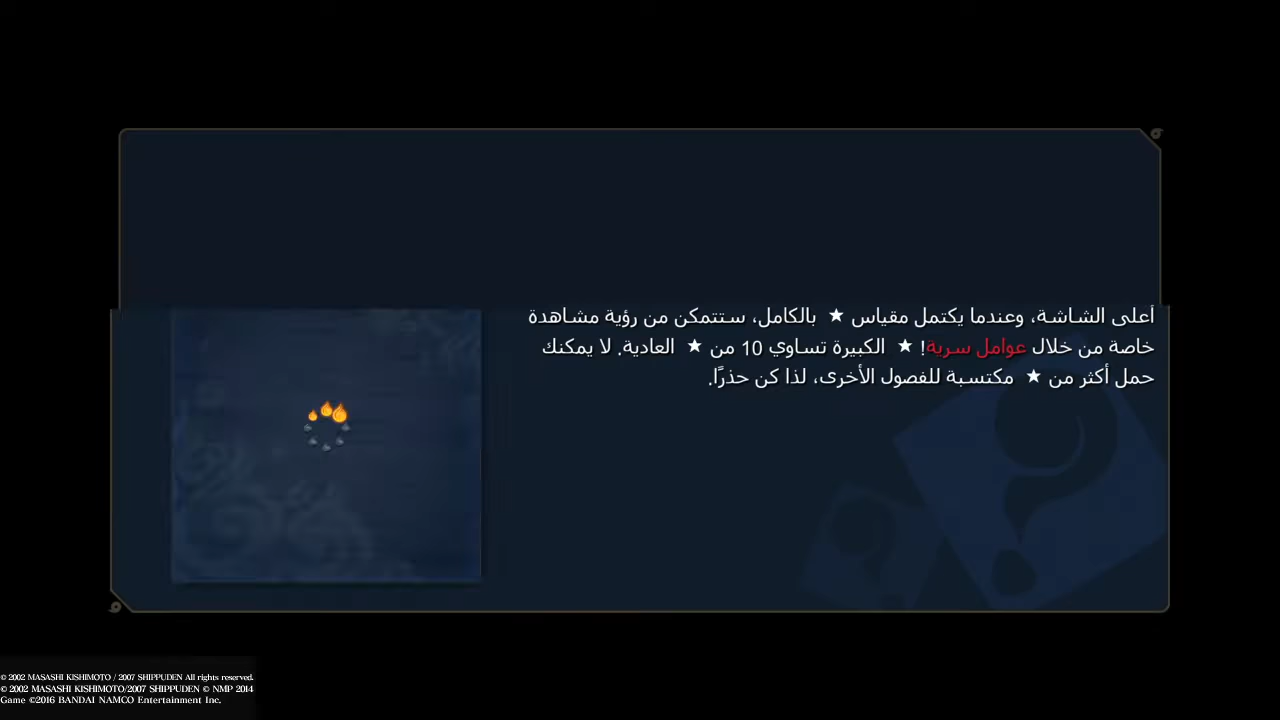 أعلى الشاشة، وعندما يكتمل مقياس ★ بالكامل، ستتمكن من رؤية مشاهدة
خاصة من خلال عوامل سرية! ★ الكبيرة تساوي 10 من ★ العادية. لا يمكنك
حمل أكثر من ★ مكتسبة للفصول الأخرى، لذا كن حذرًا.
© 2002 MASASHI KISHIMOTO / 2007 SHIPPUDEN All rights reserved.
© 2002 MASASHI KISHIMOTO/2007 SHIPPUDEN © NMP 2014
Game ©2016 BANDAI NAMCO Entertainment Inc.